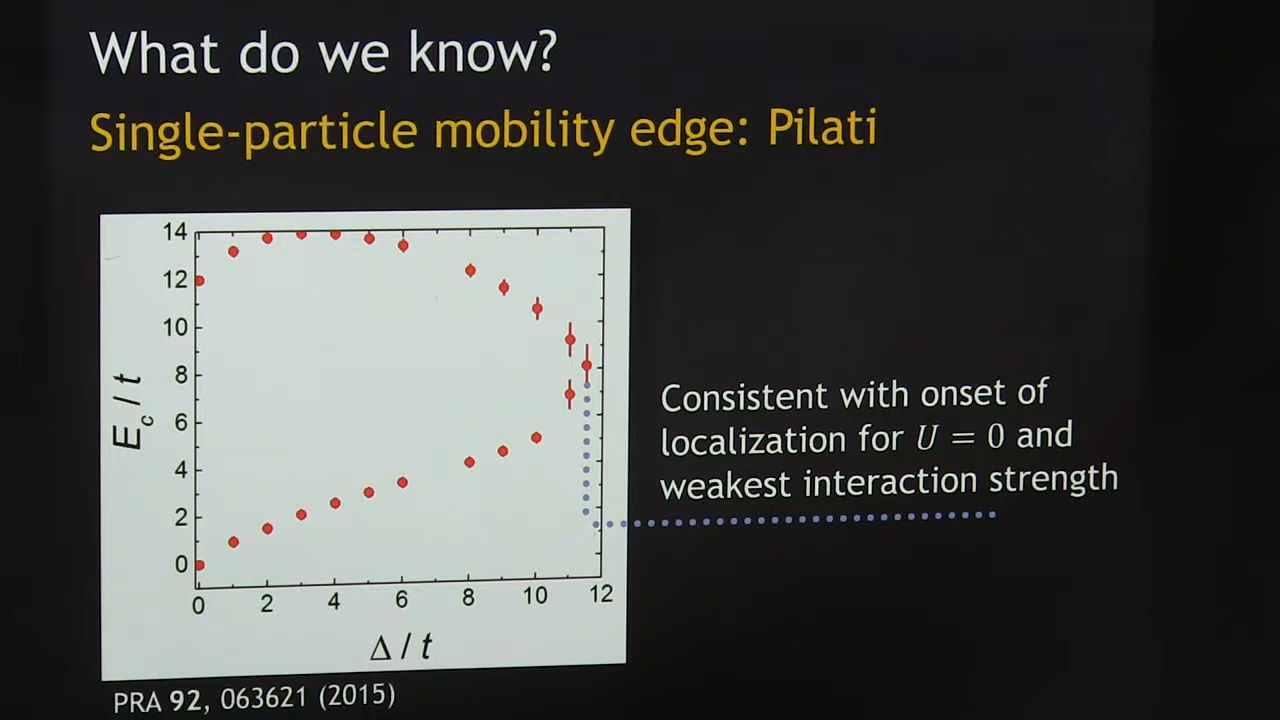 What do we know?
Single-particle mobility edge: Pilati
14
12
10
8
6
4
2
0
E_c / t
0 2 4 6 8 10 12
Δ / t
Consistent with onset of
localization for U = 0 and
weakest interaction strength
PRA 92, 063621 (2015)